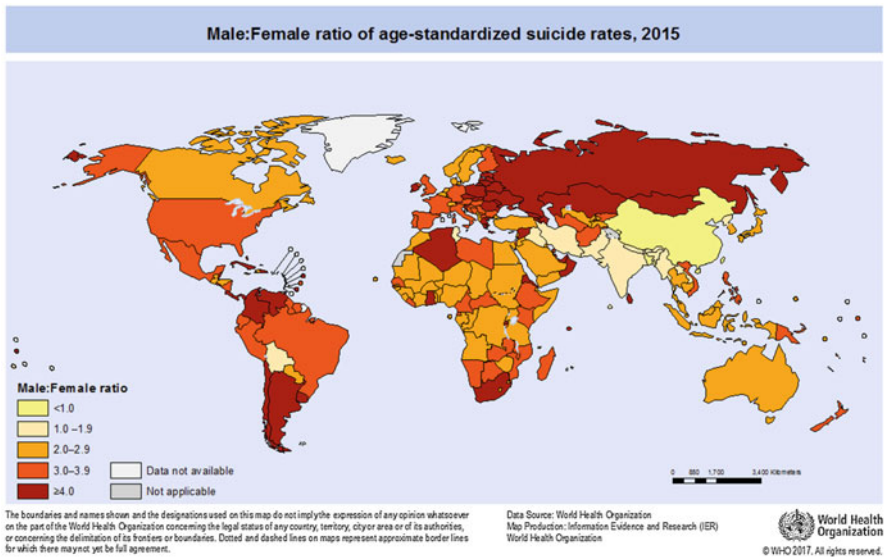 Male:Female ratio of age-standardized suicide rates, 2015
Male:Female ratio
<1.0
1.0 –1.9
2.0–2.9
3.0–3.9
≥4.0
Data not available
Not applicable
0 850 1,700 3,400 Kilometers
The boundaries and names shown and the designations used on this map do not imply the expression of any opinion whatsoever
on the part of the World Health Organization concerning the legal status of any country, territory, city or area or of its authorities,
or concerning the delimitation of its frontiers or boundaries. Dotted and dashed lines on maps represent approximate border lines
for which there may not yet be full agreement.
Data Source: World Health Organization
Map Production: Information Evidence and Research (IER)
World Health Organization
World Health
Organization
© WHO 2017. All rights reserved.